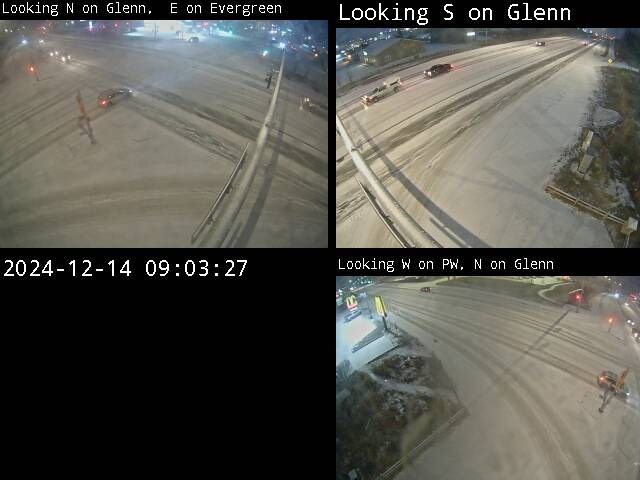 Looking N on Glenn,  E on Evergreen
Looking S on Glenn
2024-12-14 09:03:27
Looking W on PW, N on Glenn